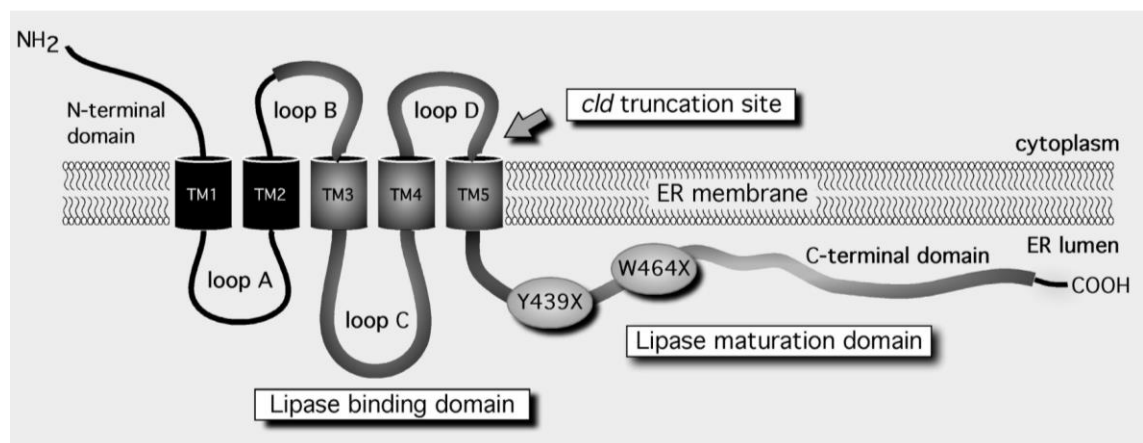 NH2
N-terminal
domain
loop B
loop D
cld truncation site
cytoplasm
TM1
TM2
TM3
TM4
TM5
ER membrane
loop A
loop C
Y439X
W464X
C-terminal domain
ER lumen
COOH
Lipase maturation domain
Lipase binding domain